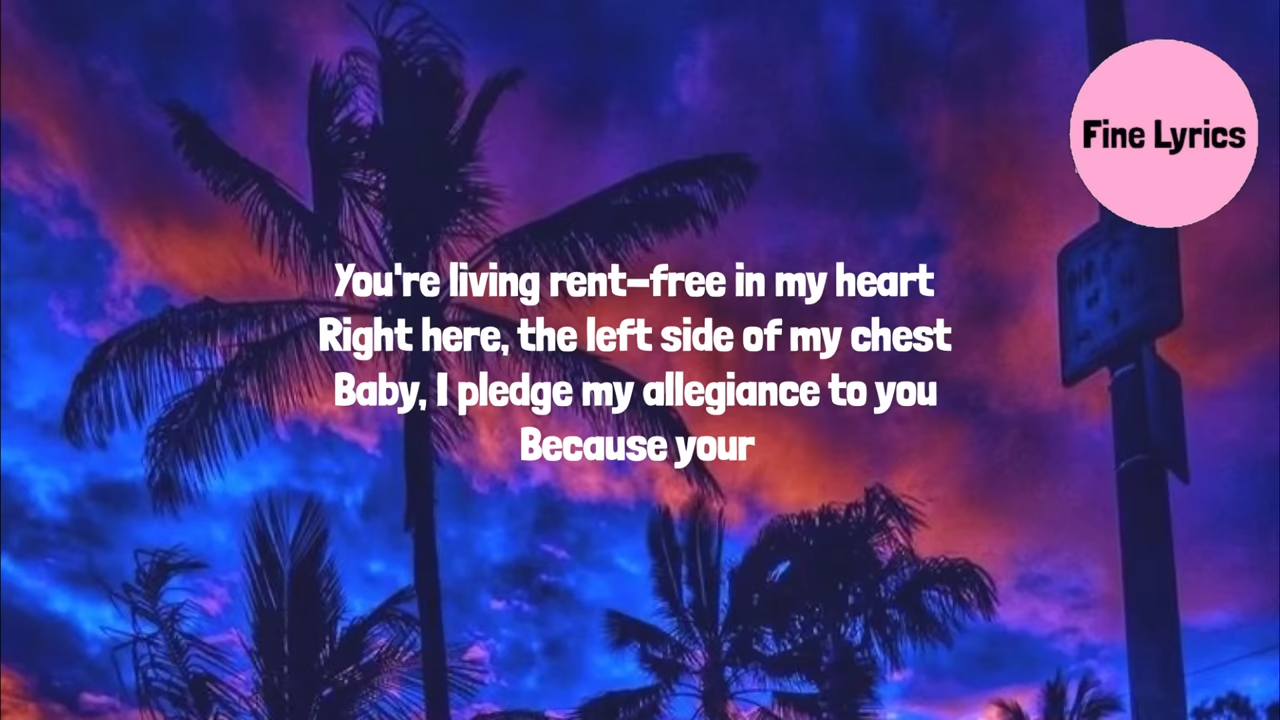 Fine Lyrics
You're living rent-free in my heart
Right here, the left side of my chest
Baby, I pledge my allegiance to you
Because your